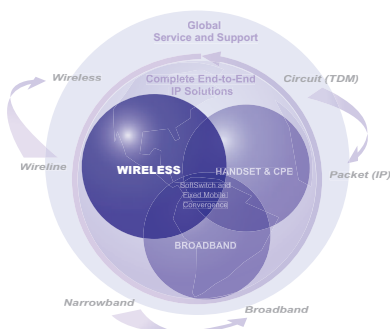 Global
Service and Support
Wireless
Complete End-to-End
IP Solutions
Circuit (TDM)
Wireline
WIRELESS
HANDSET & CPE
Packet (IP)
SoftSwitch and
Fixed Mobile
Convergence
BROADBAND
Narrowband
Broadband